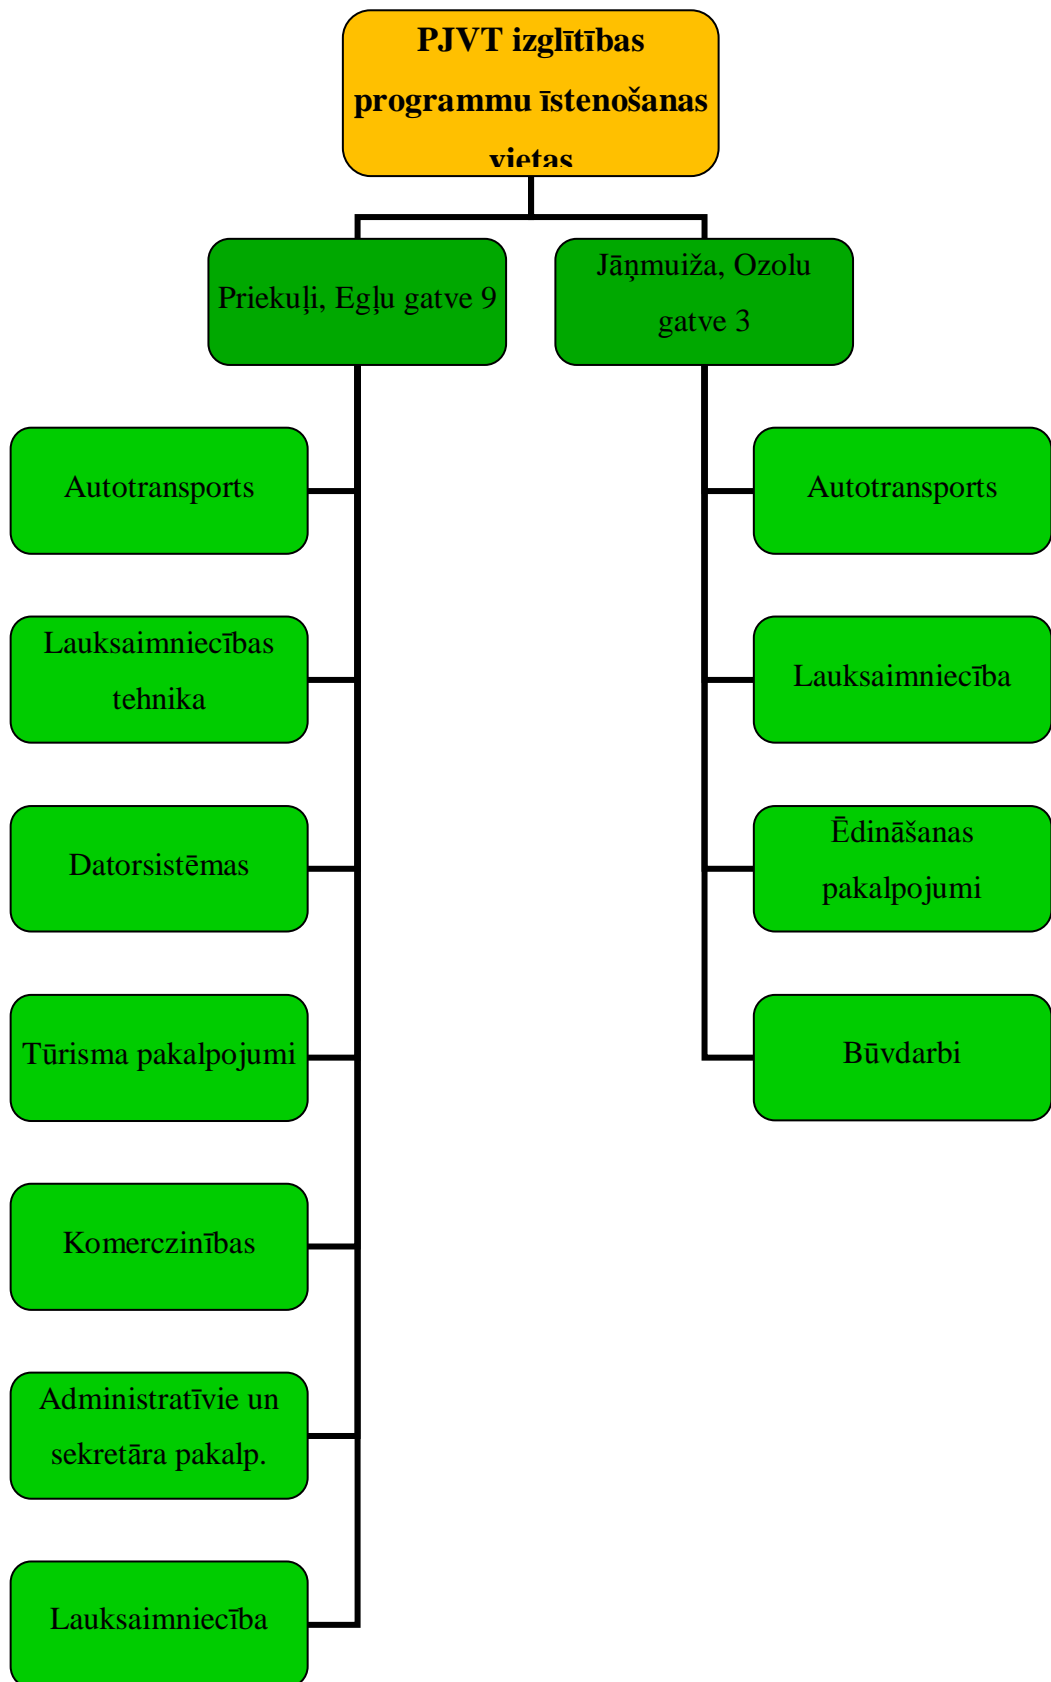 PJVT izglītības
programmu īstenošanas
vietas
Priekuļi, Egļu gatve 9
Jāņmuiža, Ozolu
gatve 3
Autotransports
Lauksaimniecības
tehnika
Datorsistēmas
Tūrisma pakalpojumi
Komerczinības
Administratīvie un
sekretāra pakalp.
Lauksaimniecība
Autotransports
Lauksaimniecība
Ēdināšanas
pakalpojumi
Būvdarbi